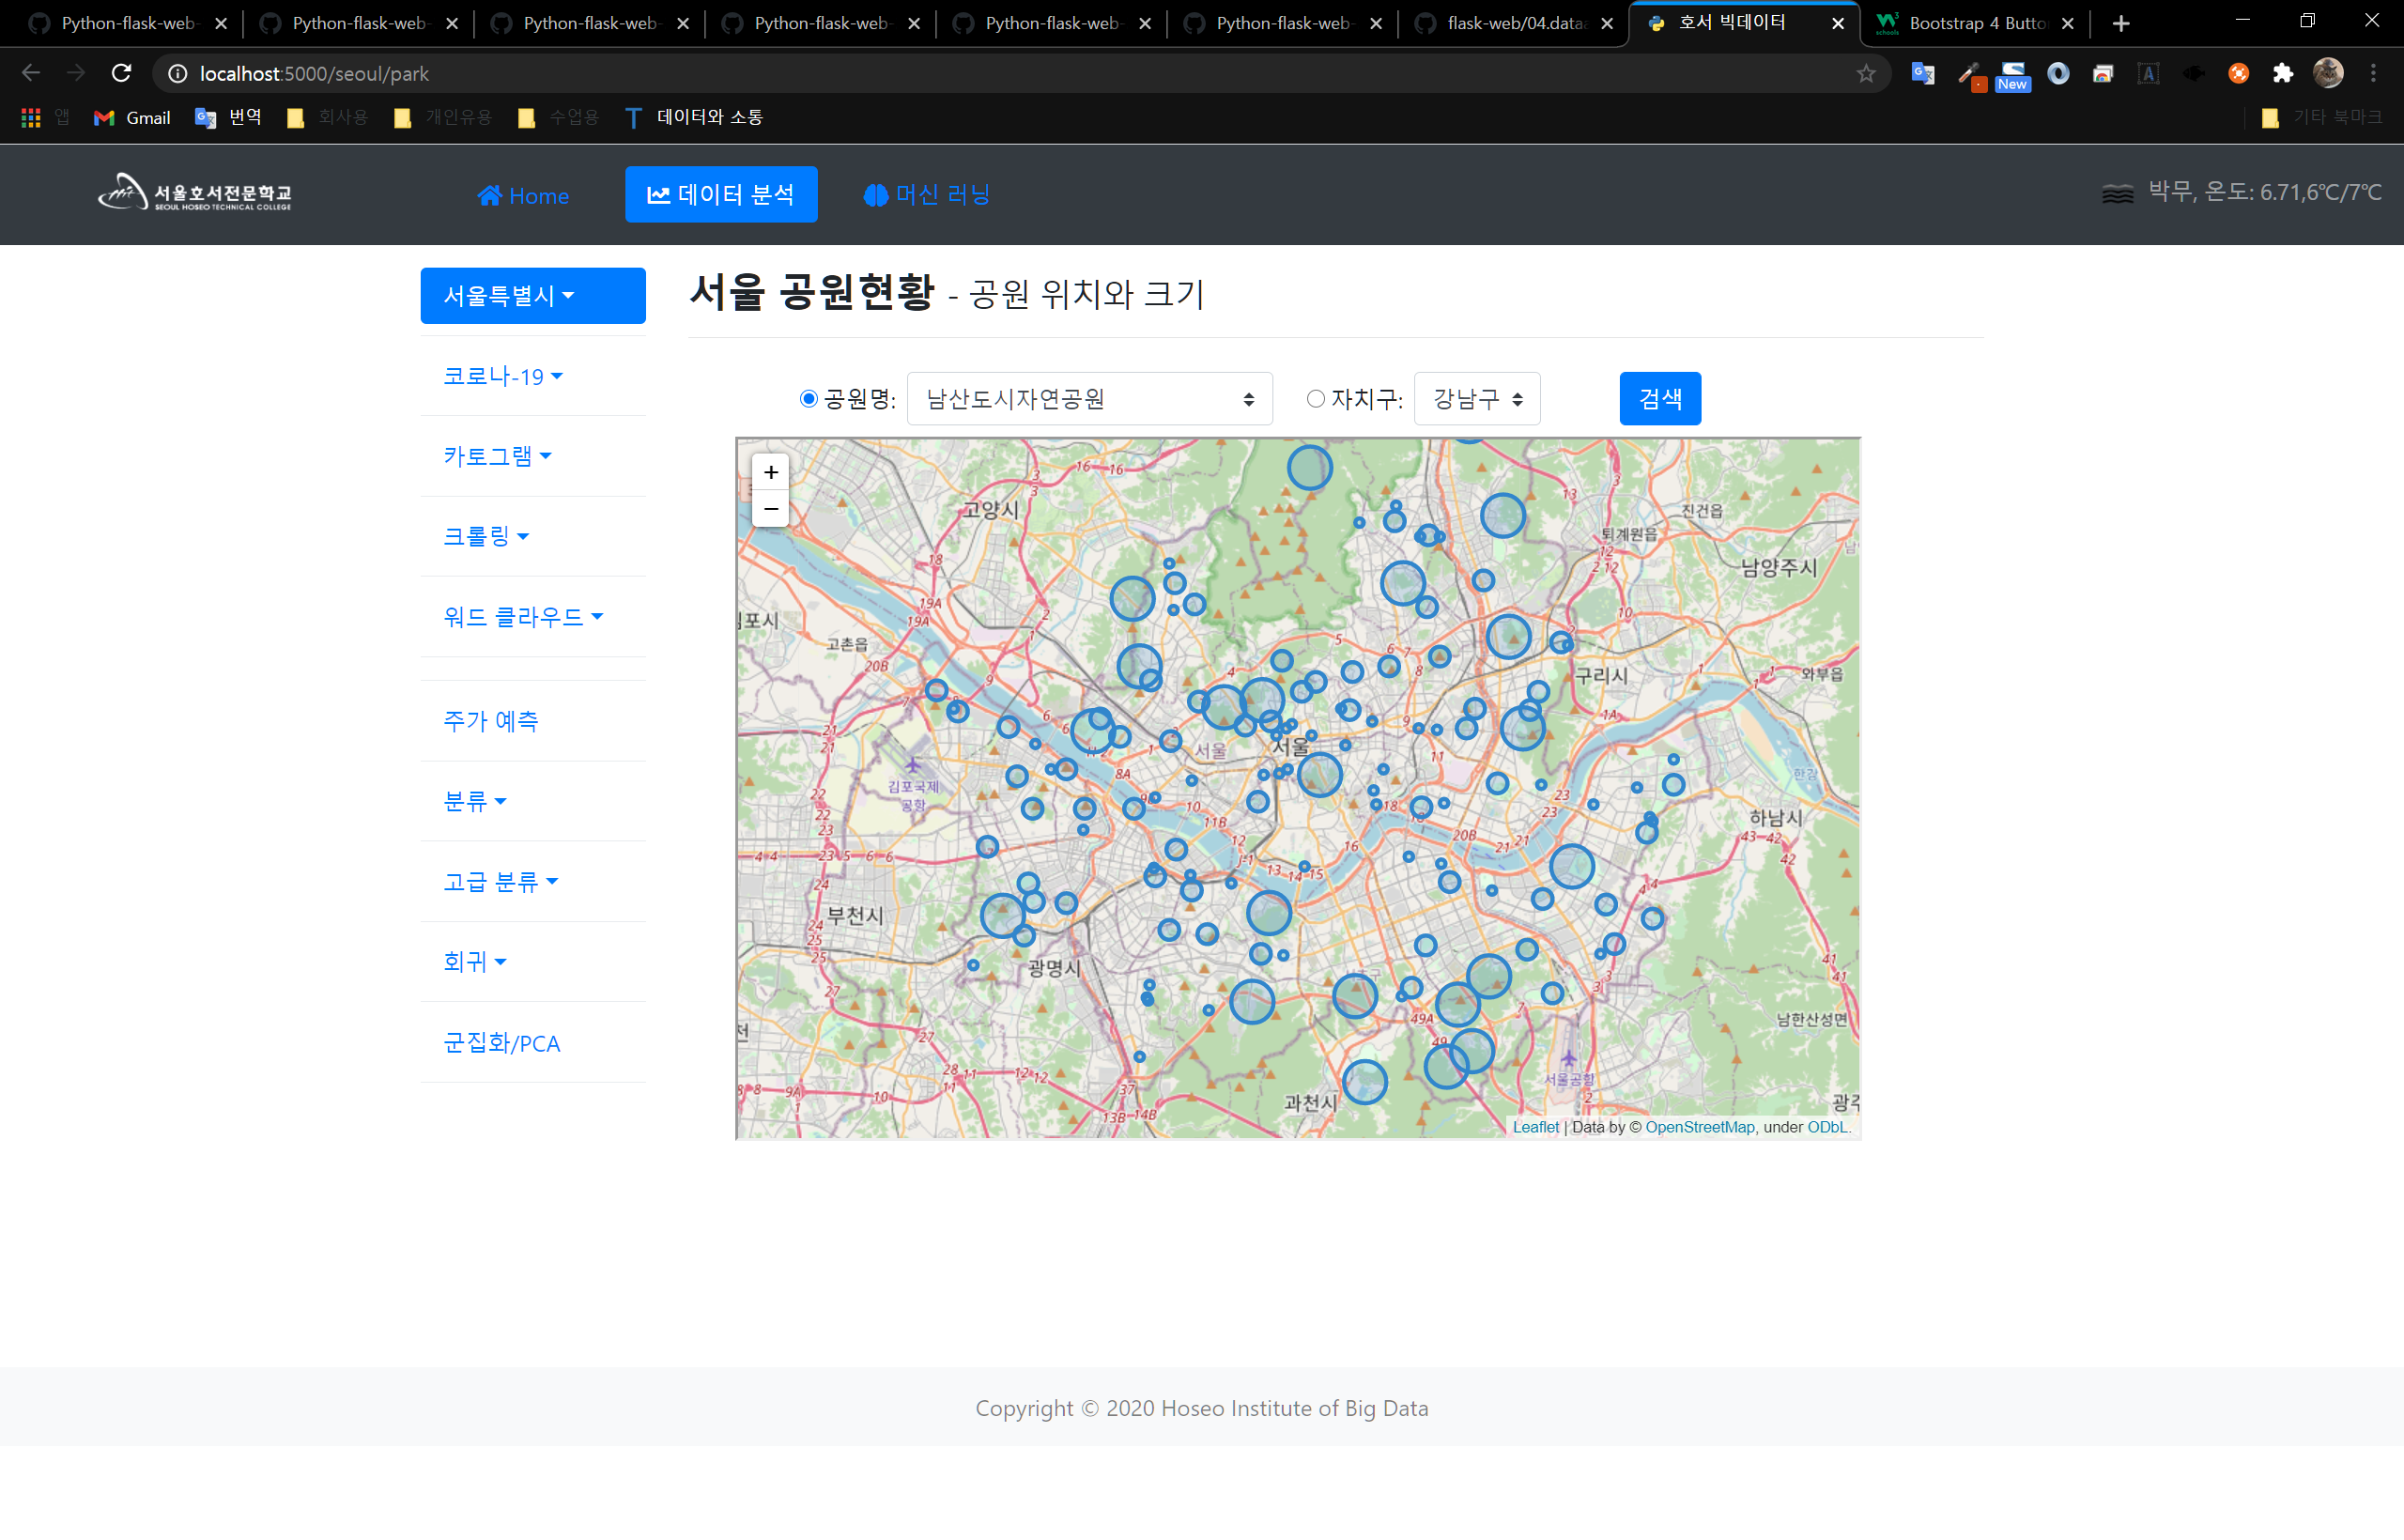 Python-flask-web-
Python-flask-web-
Python-flask-web-
Python-flask-web-
Python-flask-web-
Python-flask-web-
flask-web/04.data
호서 빅데이터
Bootstrap 4 Butto
localhost:5000/seoul/park
New
앱
Gmail
번역
회사용
개인유용
수업용
데이터와 소통
기타 북마크
서울호서전문학교
SEOUL HOSEO TECHNICAL COLLEGE
Home
데이터 분석
머신 러닝
박무, 온도: 6.71,6℃/7℃
서울특별시
코로나-19
카토그램
크롤링
워드 클라우드
주가 예측
분류
고급 분류
회귀
군집화/PCA
서울 공원현황 - 공원 위치와 크기
공원명: 남산도시자연공원 자치구: 강남구 검색
+
−
고양시
진건읍
퇴계원읍
남양주시
김포시
고촌읍
구리시
와부읍
서울
서울
김포국제
공항
한강
하남시
부천시
광명시
남한산성면
서울공항
과천시
광주
Leaflet | Data by © OpenStreetMap, under ODbL.
Copyright © 2020 Hoseo Institute of Big Data